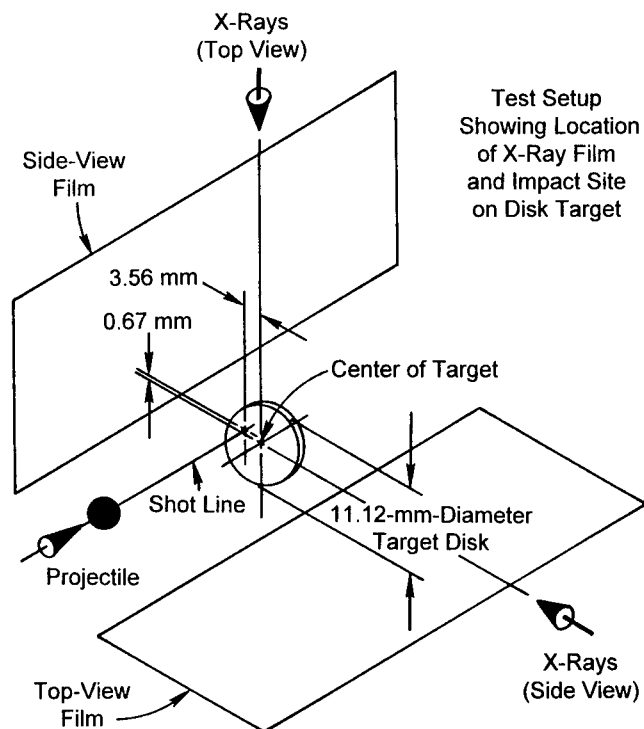 X-Rays
(Top View)
Test Setup
Showing Location
of X-Ray Film
and Impact Site
on Disk Target
Side-View
Film
3.56 mm
0.67 mm
Center of Target
Shot Line
11.12-mm-Diameter
Target Disk
Projectile
X-Rays
(Side View)
Top-View
Film